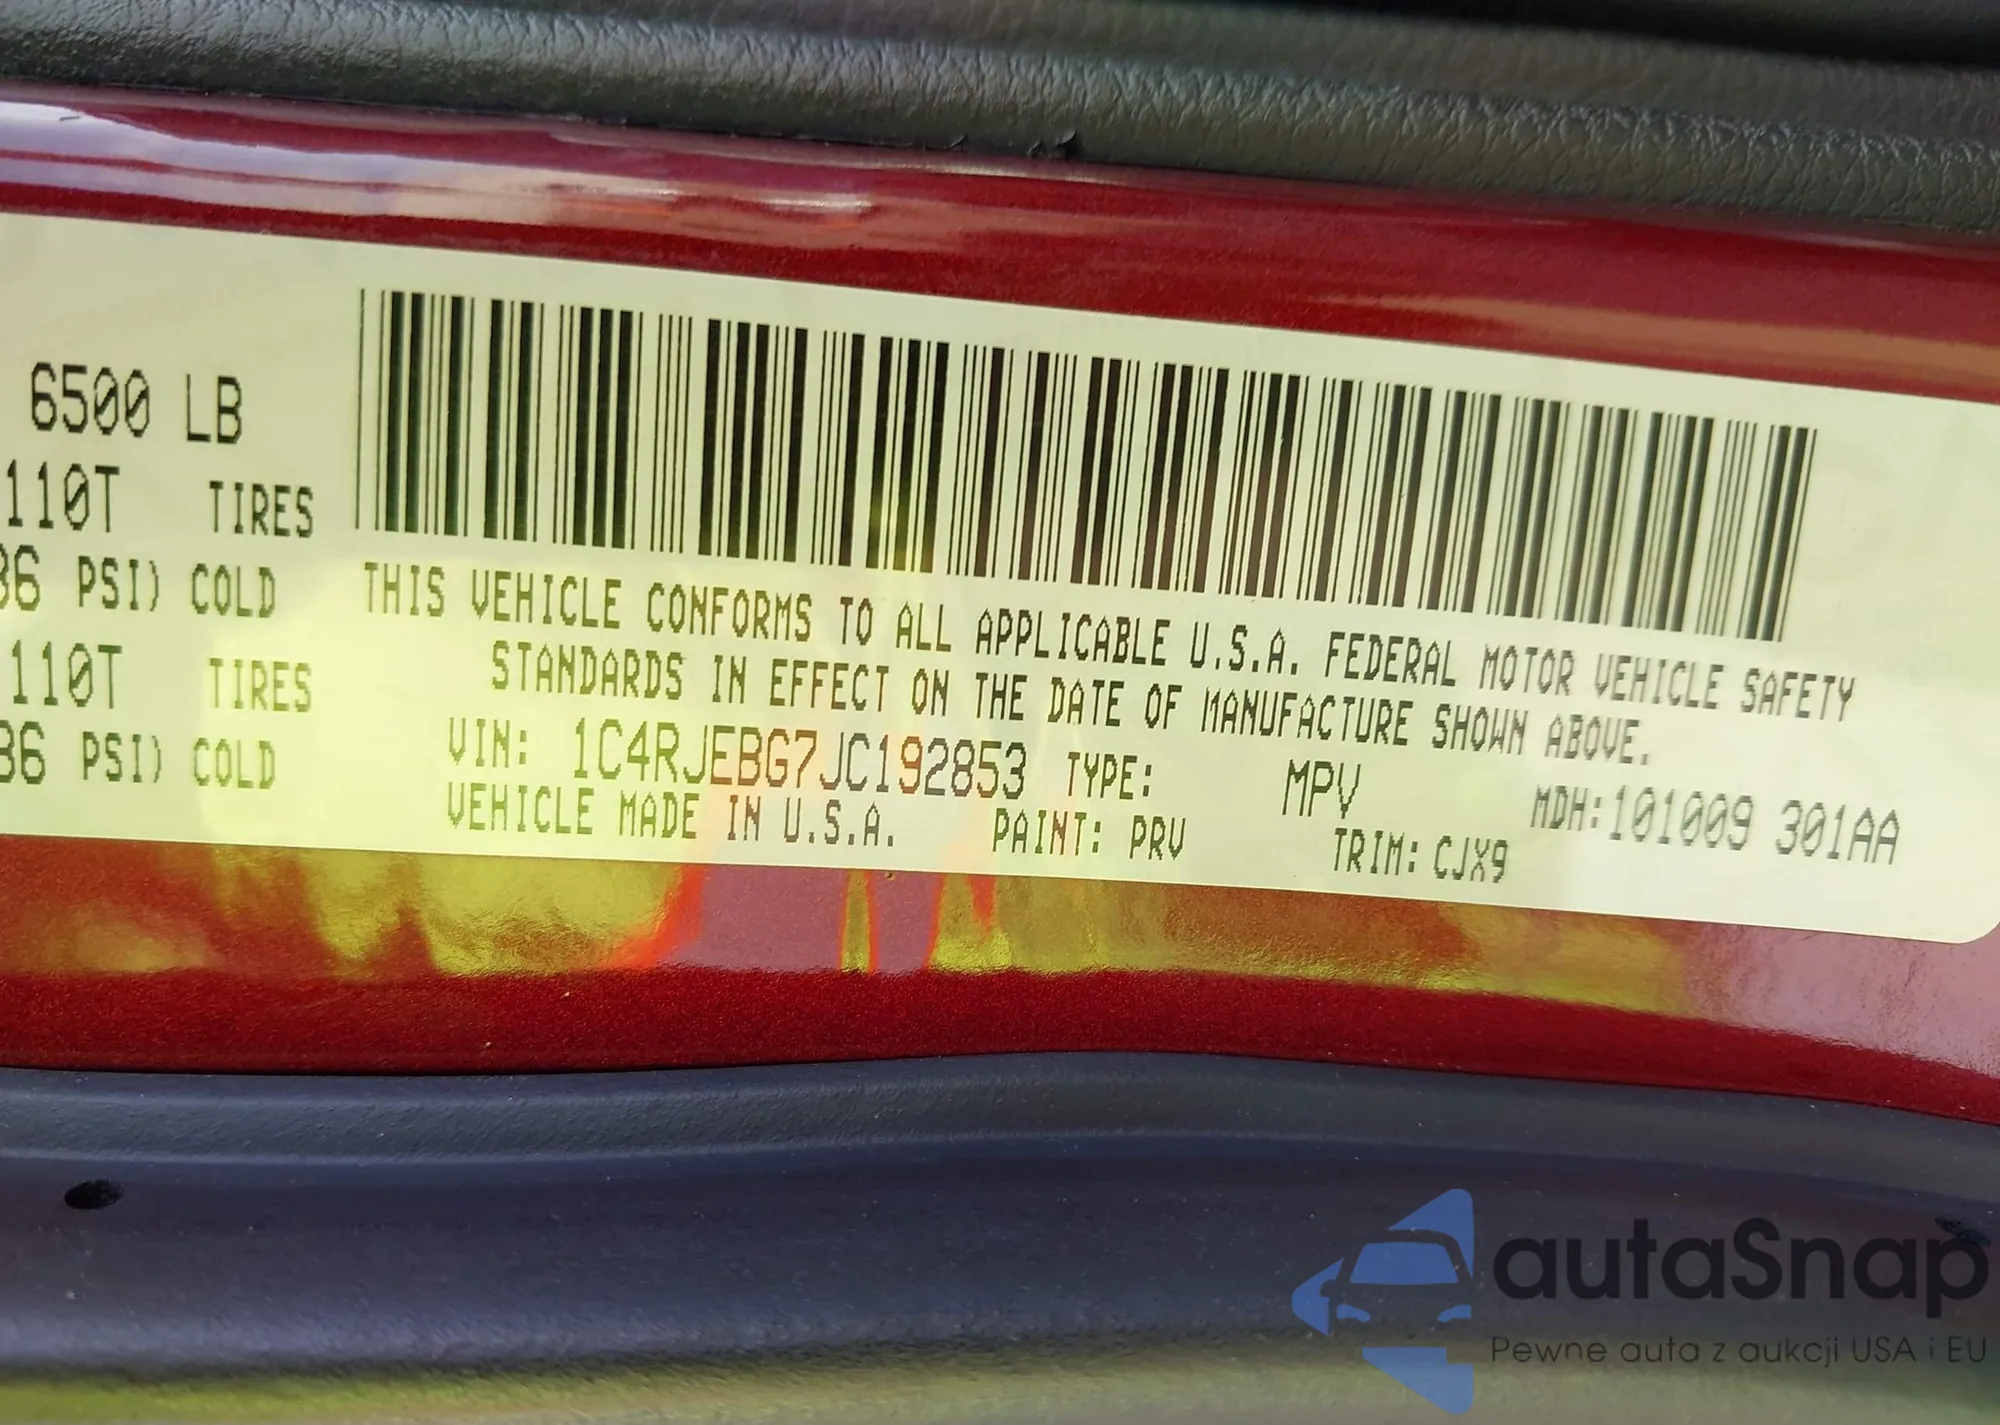 6500 LB
110T TIRES
36 PSI) COLD
110T TIRES
36 PSI) COLD
THIS VEHICLE CONFORMS TO ALL APPLICABLE U.S.A. FEDERAL MOTOR VEHICLE SAFETY
STANDARDS IN EFFECT ON THE DATE OF MANUFACTURE SHOWN ABOVE.
VIN: 1C4RJEBG7JC192853 TYPE: MPV MDH:101009 301AA
VEHICLE MADE IN U.S.A. PAINT: PRV TRIM: CJX9
autaSnap
Pewne auta z aukcji USA i EU